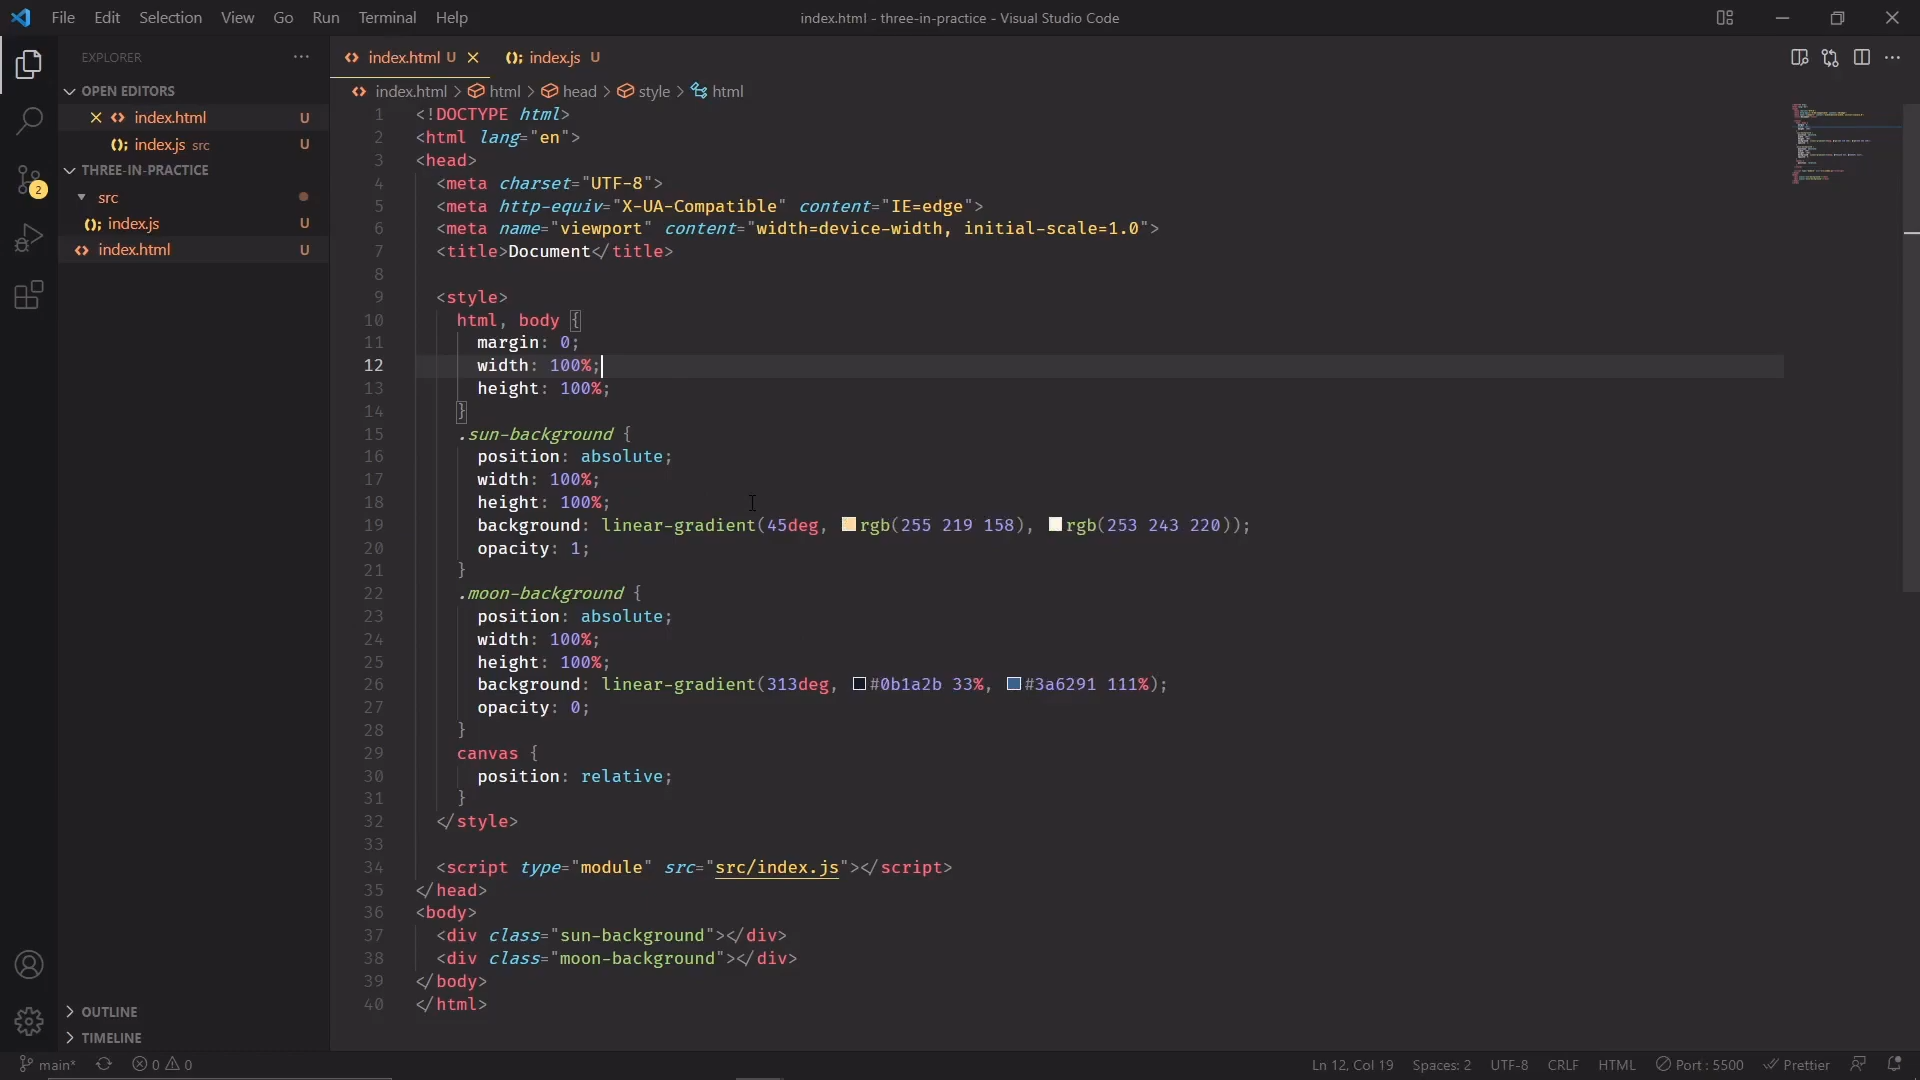 File Edit Selection View Go Run Terminal Help
index.html - three-in-practice - Visual Studio Code
EXPLORER
OPEN EDITORS
index.html U
index.js src U
THREE-IN-PRACTICE
src
index.js U
index.html U
OUTLINE
TIMELINE
2
index.html U
index.js U
index.html > html > head > style > html
1 <!DOCTYPE html>
2 <html lang="en">
3 <head>
4 <meta charset="UTF-8">
5 <meta http-equiv="X-UA-Compatible" content="IE=edge">
6 <meta name="viewport" content="width=device-width, initial-scale=1.0">
7 <title>Document</title>
8
9 <style>
10 html, body {
11 margin: 0;
12 width: 100%;
13 height: 100%;
14 }
15 .sun-background {
16 position: absolute;
17 width: 100%;
18 height: 100%;
19 background: linear-gradient(45deg, rgb(255 219 158), rgb(253 243 220));
20 opacity: 1;
21 }
22 .moon-background {
23 position: absolute;
24 width: 100%;
25 height: 100%;
26 background: linear-gradient(313deg, #0b1a2b 33%, #3a6291 111%);
27 opacity: 0;
28 }
29 canvas {
30 position: relative;
31 }
32 </style>
33
34 <script type="module" src="src/index.js"></script>
35 </head>
36 <body>
37 <div class="sun-background"></div>
38 <div class="moon-background"></div>
39 </body>
40 </html>
main* 0 0
Ln 12, Col 19 Spaces: 2 UTF-8 CRLF HTML Port : 5500 Prettier